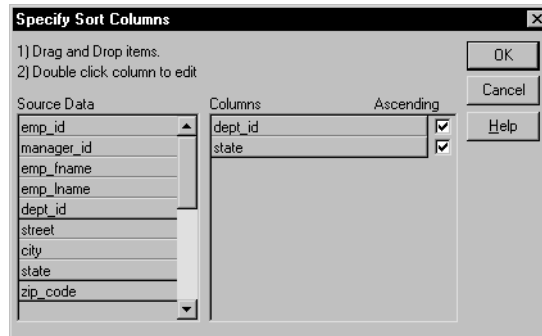 Specify Sort Columns
1) Drag and Drop items.
2) Double click column to edit
OK
Cancel
Help
Source Data
Columns Ascending
emp_id
manager_id
emp_fname
emp_lname
dept_id
street
city
state
zip_code
dept_id
state